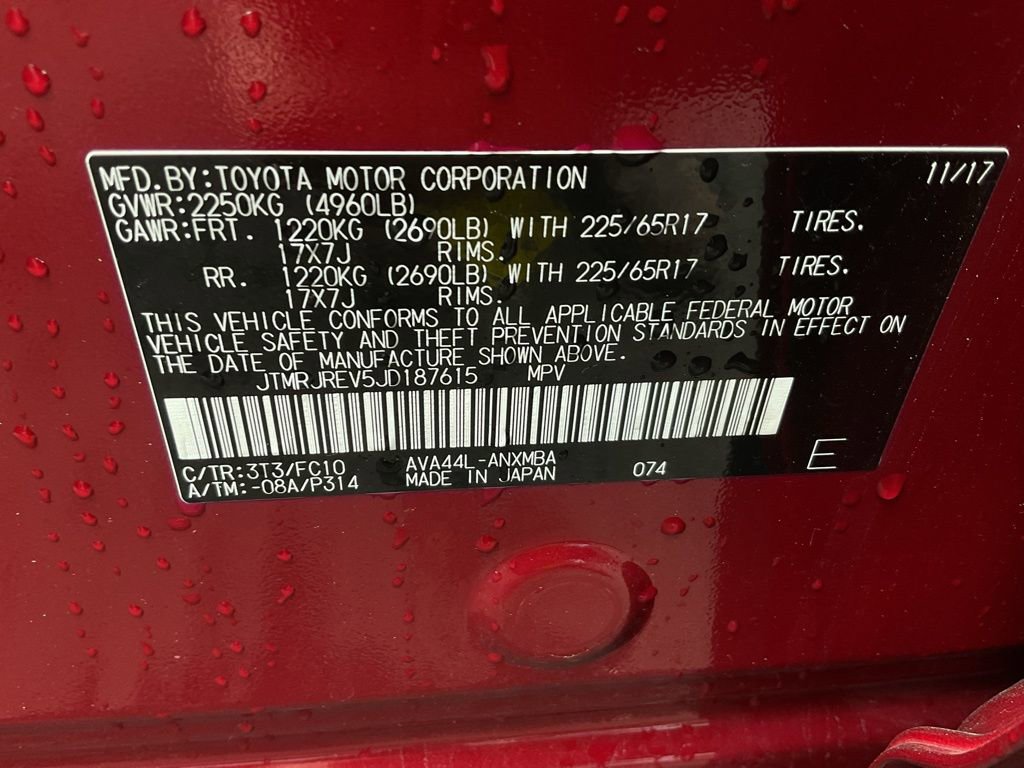 MFD.BY:TOYOTA MOTOR CORPORATION 11/17
GVWR:2250KG (4960LB)
GAWR:FRT. 1220KG (2690LB) WITH 225/65R17 TIRES.
17X7J RIMS.
RR. 1220KG (2690LB) WITH 225/65R17 TIRES.
17X7J RIMS.
THIS VEHICLE CONFORMS TO ALL APPLICABLE FEDERAL MOTOR
VEHICLE SAFETY AND THEFT PREVENTION STANDARDS IN EFFECT ON
THE DATE OF MANUFACTURE SHOWN ABOVE.
JTMRJREV5JD187615 MPV
C/TR:3T3/FC10 AVA44L-ANXMBA 074 E
A/TM:-08A/P314 MADE IN JAPAN